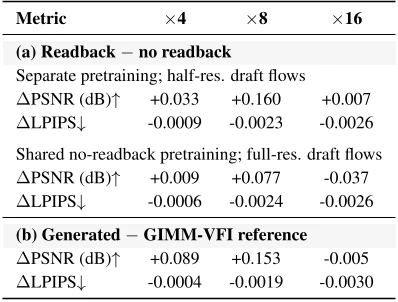 Metric ×4 ×8 ×16
(a) Readback − no readback
Separate pretraining; half-res. draft flows
ΔPSNR (dB)↑ +0.033 +0.160 +0.007
ΔLPIPS↓ -0.0009 -0.0023 -0.0026
Shared no-readback pretraining; full-res. draft flows
ΔPSNR (dB)↑ +0.009 +0.077 -0.037
ΔLPIPS↓ -0.0006 -0.0024 -0.0026
(b) Generated − GIMM-VFI reference
ΔPSNR (dB)↑ +0.089 +0.153 -0.005
ΔLPIPS↓ -0.0004 -0.0019 -0.0030